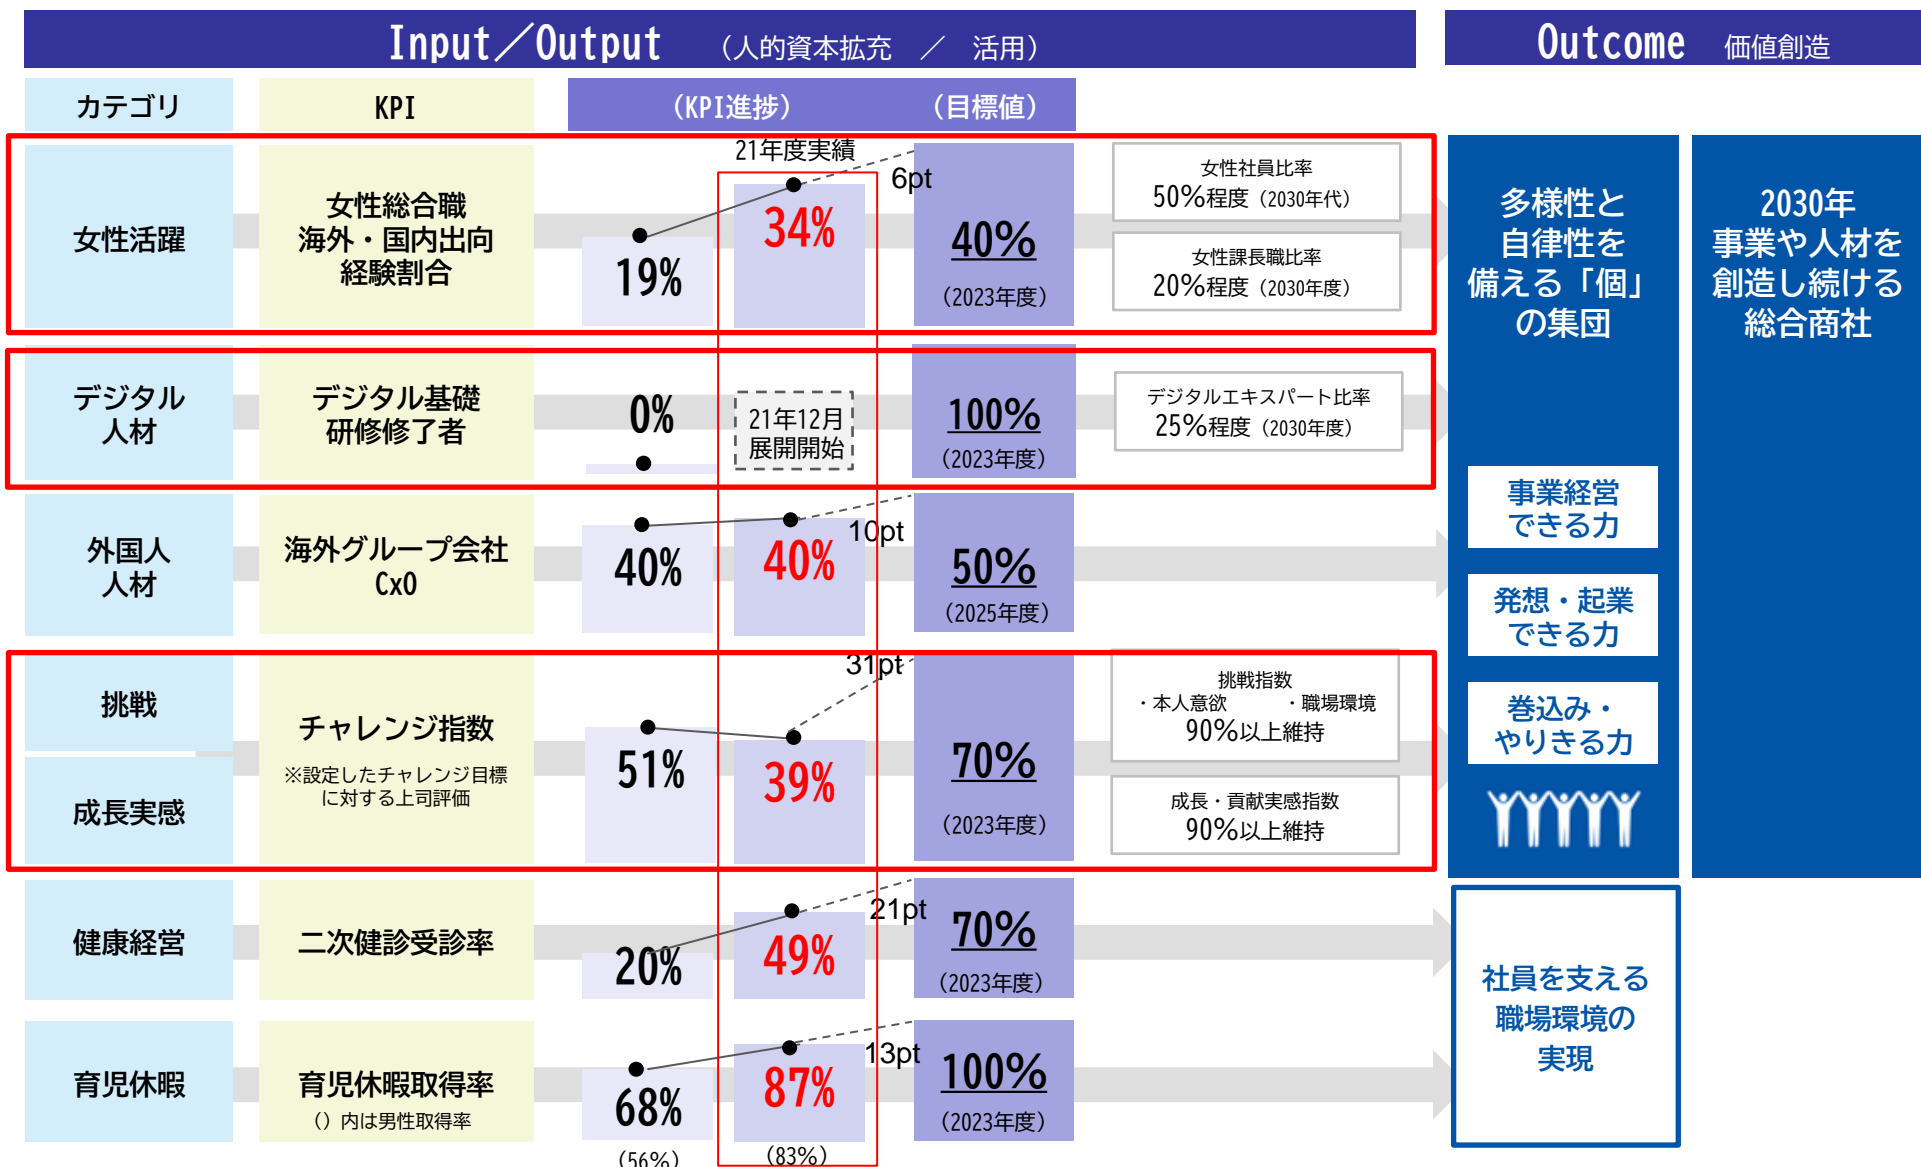 Input／Output （人的資本拡充 ／ 活用）
Outcome 価値創造
カテゴリ
KPI
（KPI進捗）
（目標値）
21年度実績
女性活躍
女性総合職
海外・国内出向
経験割合
19%
34%
6pt
40%
（2023年度）
女性社員比率
50%程度（2030年代）
女性課長職比率
20%程度（2030年度）
デジタル
人材
デジタル基礎
研修修了者
0%
21年12月
展開開始
100%
（2023年度）
デジタルエキスパート比率
25%程度（2030年度）
外国人
人材
海外グループ会社
CxO
40%
40%
10pt
50%
（2025年度）
挑戦
成長実感
チャレンジ指数
※設定したチャレンジ目標
に対する上司評価
51%
39%
31pt
70%
（2023年度）
挑戦指数
・本人意欲 ・職場環境
90%以上維持
成長・貢献実感指数
90%以上維持
健康経営
二次健診受診率
20%
49%
21pt
70%
（2023年度）
育児休暇
育児休暇取得率
（）内は男性取得率
68%
（56%）
87%
（83%）
13pt
100%
（2023年度）
多様性と
自律性を
備える「個」
の集団
事業経営
できる力
発想・起業
できる力
巻込み・
やりきる力
社員を支える
職場環境の
実現
2030年
事業や人材を
創造し続ける
総合商社